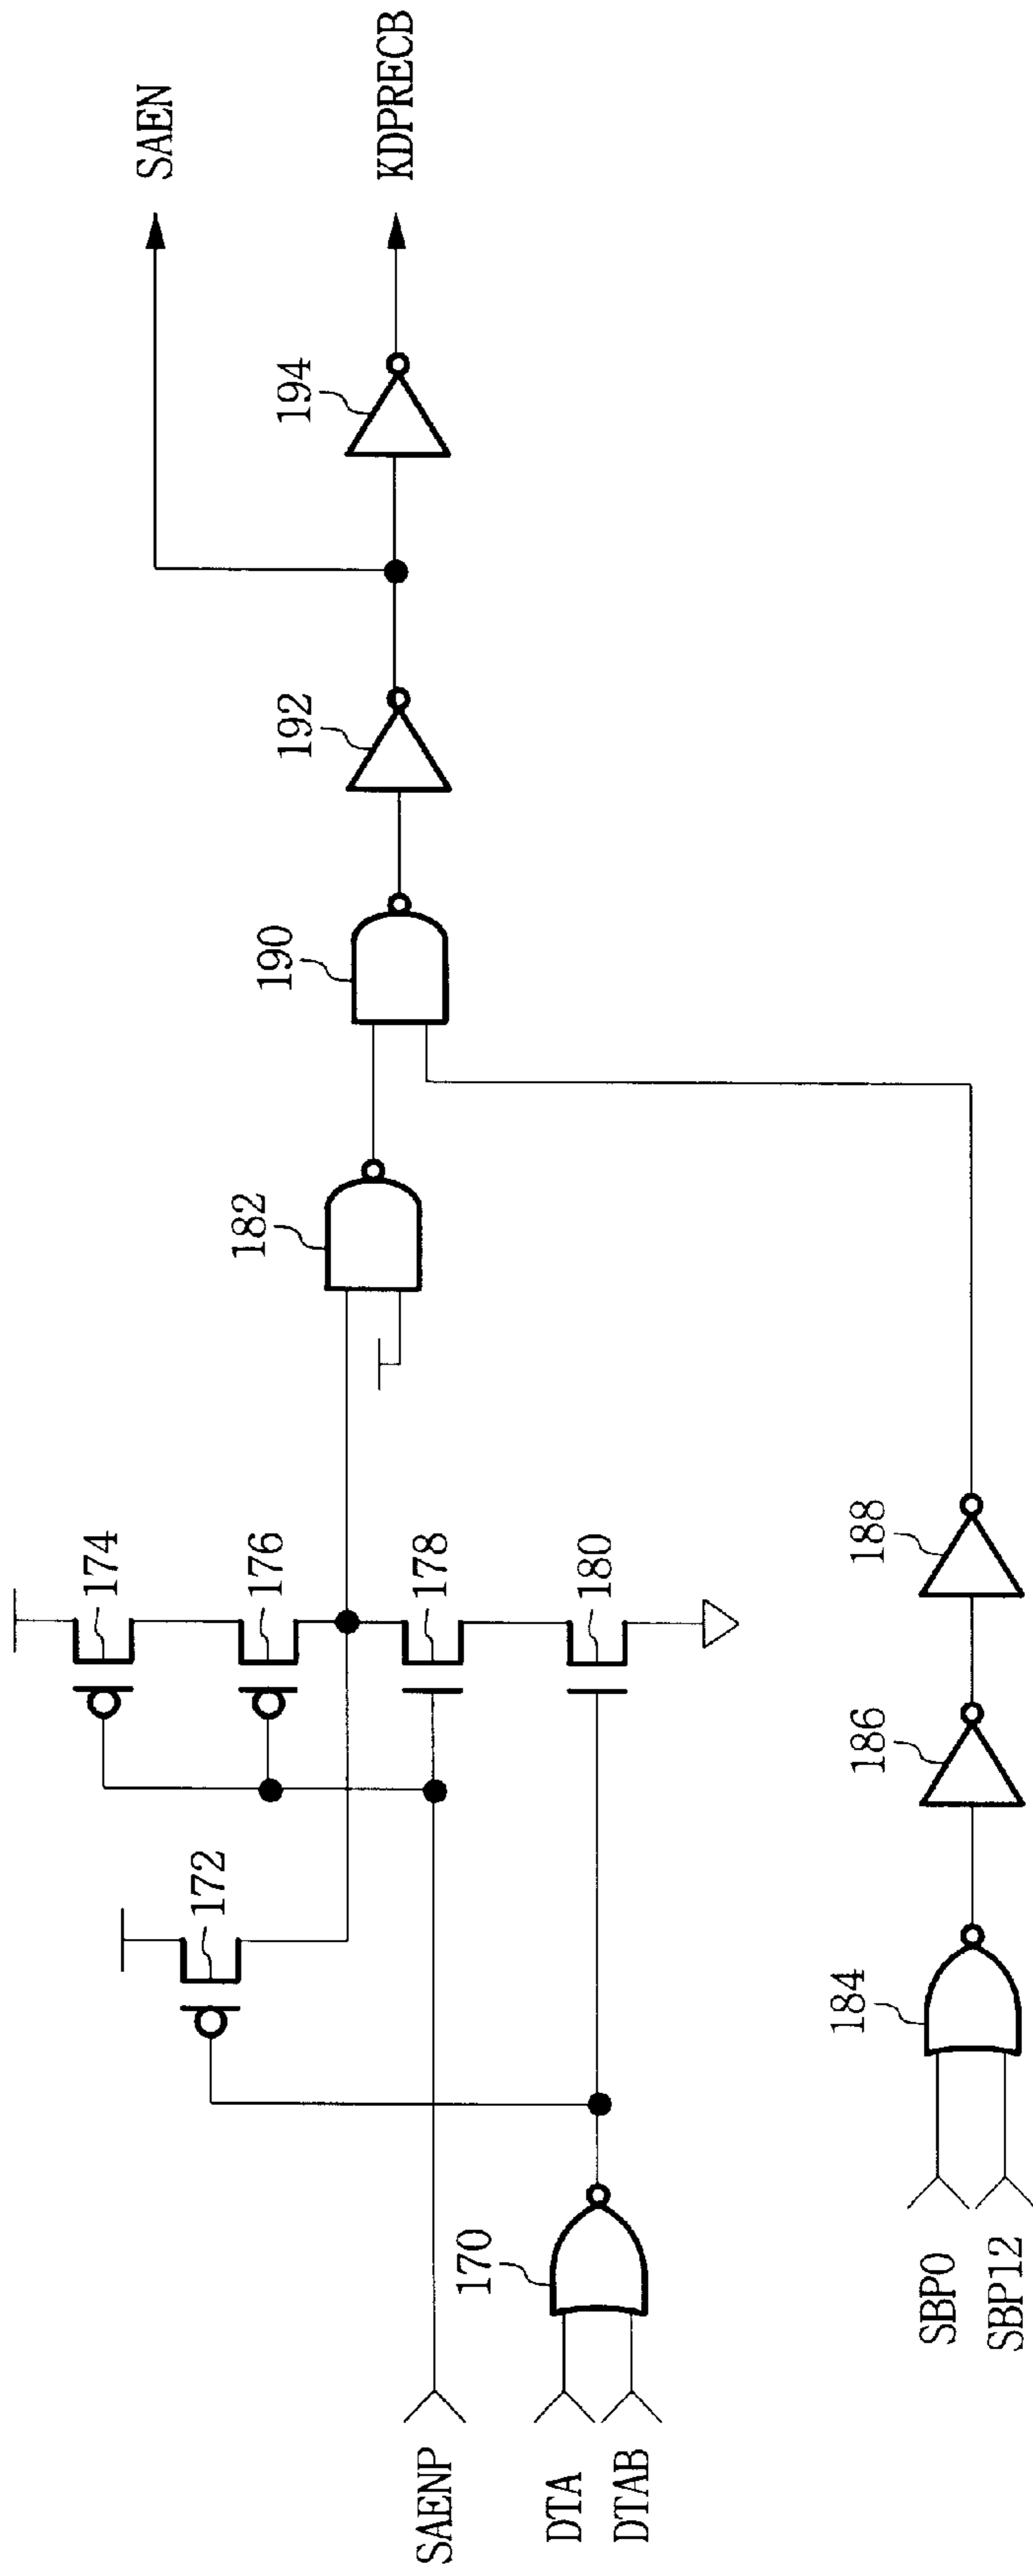 SAEN
KDPRECB
194
192
190
182
174
176
178
180
172
170
SAENP
DTA
DTAB
188
186
184
SBP0
SBP12